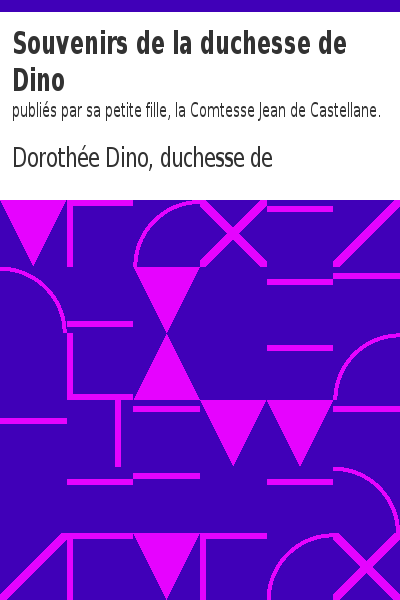 Souvenirs de la duchesse de
Dino
publiés par sa petite fille, la Comtesse Jean de Castellane.
Dorothée Dino, duchesse de